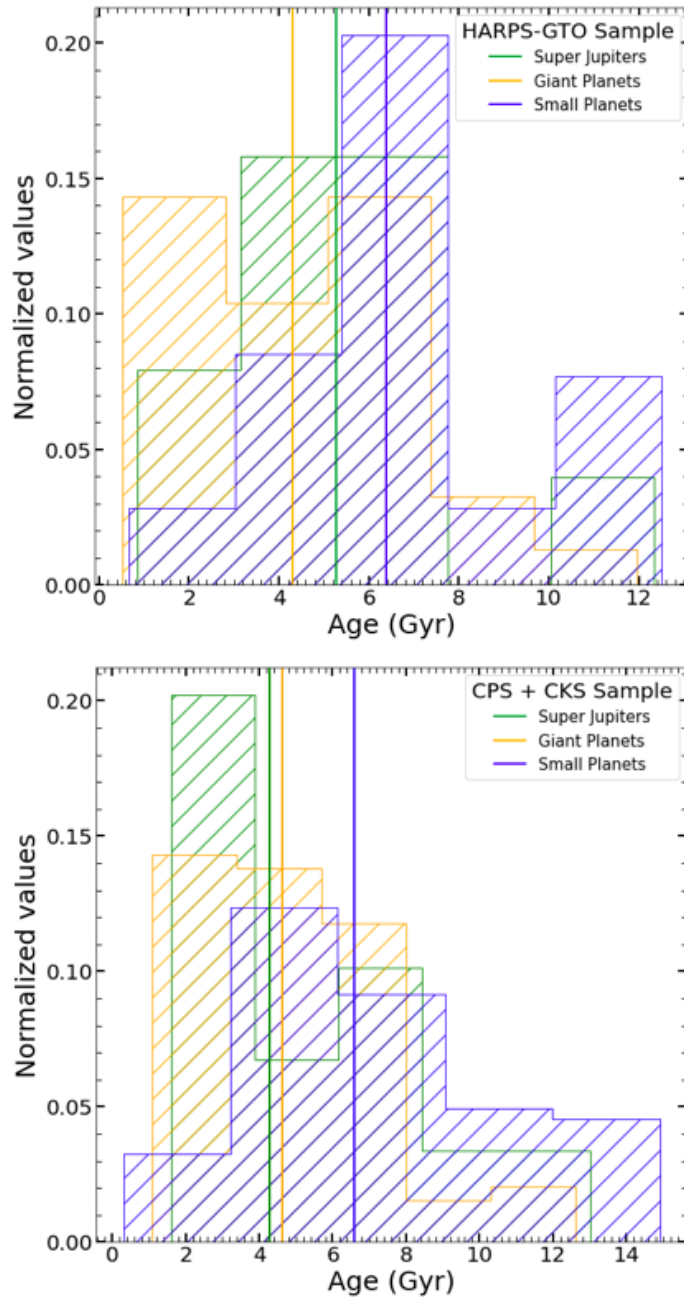 HARPS-GTO Sample
Super Jupiters
Giant Planets
Small Planets
0.20
0.15
0.10
0.05
0.00
Normalized values
0 2 4 6 8 10 12
Age (Gyr)
CPS + CKS Sample
Super Jupiters
Giant Planets
Small Planets
0.20
0.15
0.10
0.05
0.00
Normalized values
0 2 4 6 8 10 12 14
Age (Gyr)